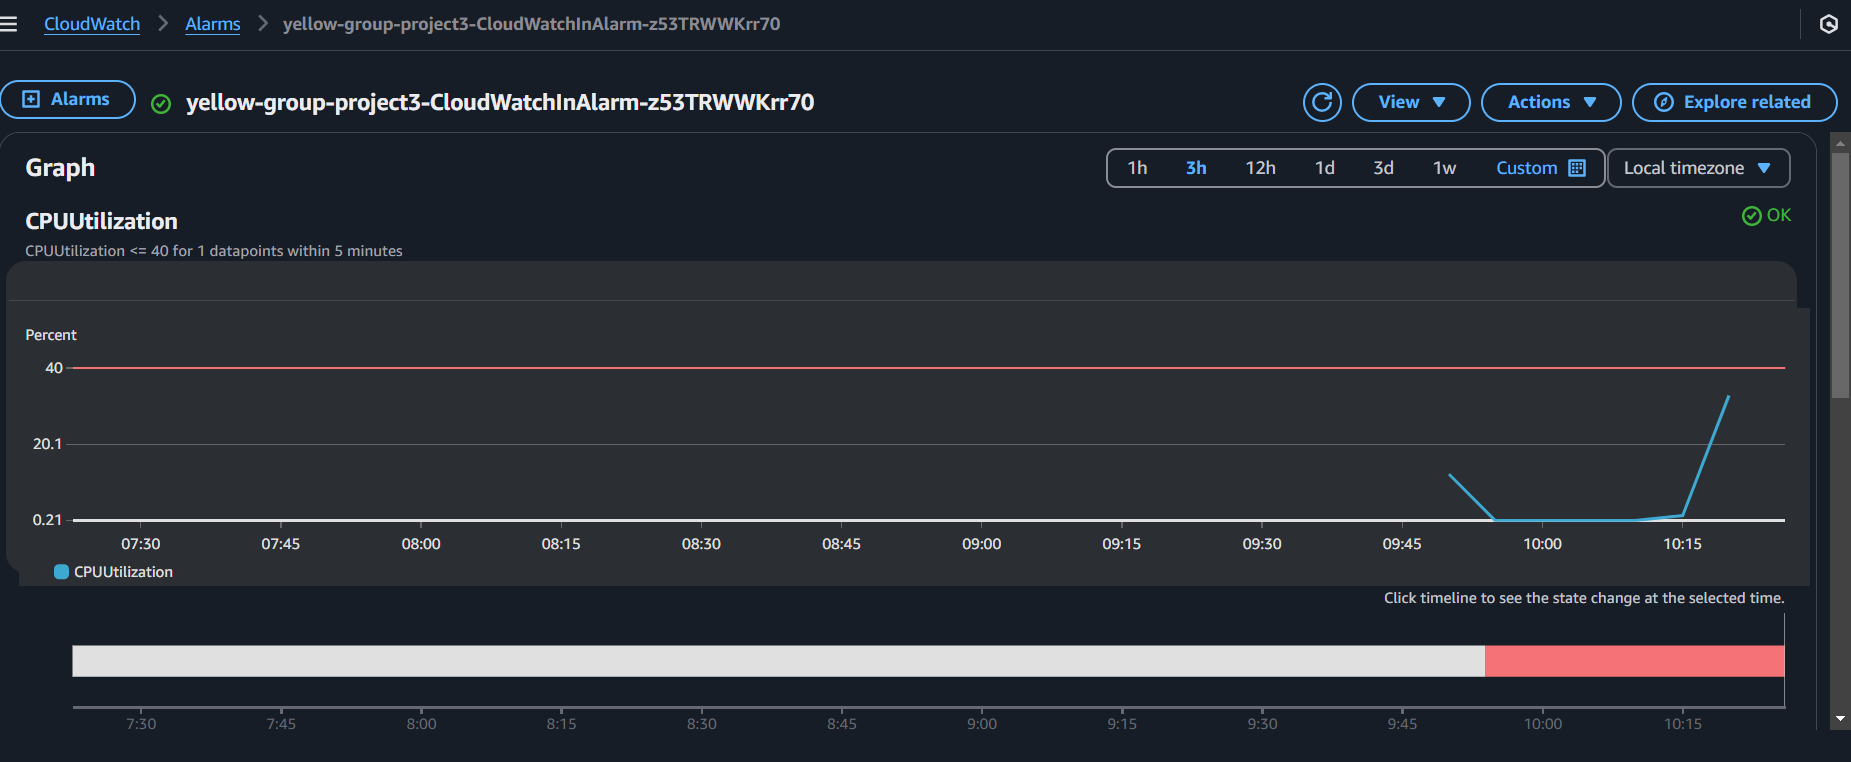 CloudWatch > Alarms > yellow-group-project3-CloudWatchInAlarm-z53TRWWKrr70
Alarms
yellow-group-project3-CloudWatchInAlarm-z53TRWWKrr70
View
Actions
Explore related
Graph
1h 3h 12h 1d 3d 1w Custom
Local timezone
CPUUtilization
OK
CPUUtilization <= 40 for 1 datapoints within 5 minutes
Percent
40
20.1
0.21
07:30 07:45 08:00 08:15 08:30 08:45 09:00 09:15 09:30 09:45 10:00 10:15
CPUUtilization
Click timeline to see the state change at the selected time.
7:30 7:45 8:00 8:15 8:30 8:45 9:00 9:15 9:30 9:45 10:00 10:15